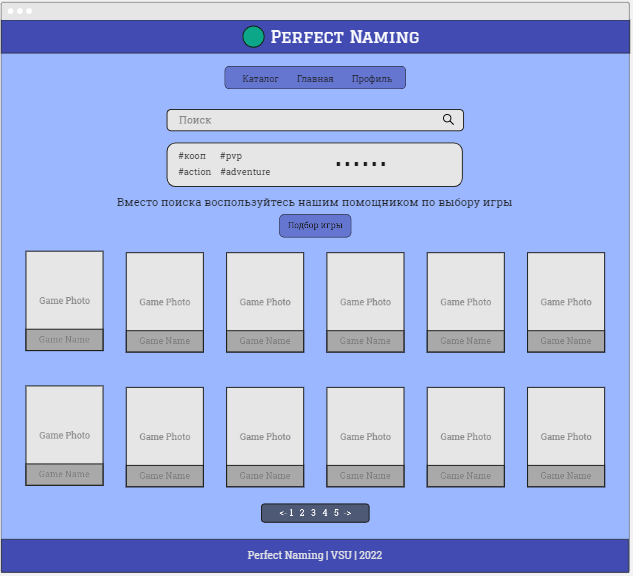 Perfect Naming
Каталог Главная Профиль
Поиск
#кооп #pvp
#action #adventure
......
Вместо поиска воспользуйтесь нашим помощником по выбору игры
Подбор игры
Game Photo Game Photo Game Photo Game Photo Game Photo Game Photo
Game Name Game Name Game Name Game Name Game Name Game Name
Game Photo Game Photo Game Photo Game Photo Game Photo Game Photo
Game Name Game Name Game Name Game Name Game Name Game Name
<- 1 2 3 4 5 ->
Perfect Naming | VSU | 2022